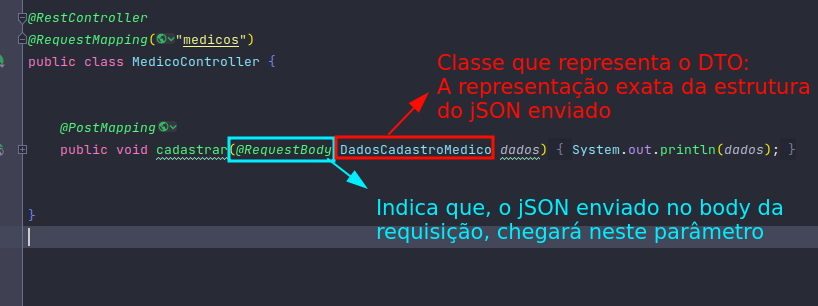 @RestController
@RequestMapping("medicos")
public class MedicoController {
Classe que representa o DTO:
A representação exata da estrutura
do jSON enviado
@PostMapping
public void cadastrar(@RequestBody DadosCadastroMedico dados) { System.out.println(dados); }
Indica que, o jSON enviado no body da
requisição, chegará neste parâmetro
}